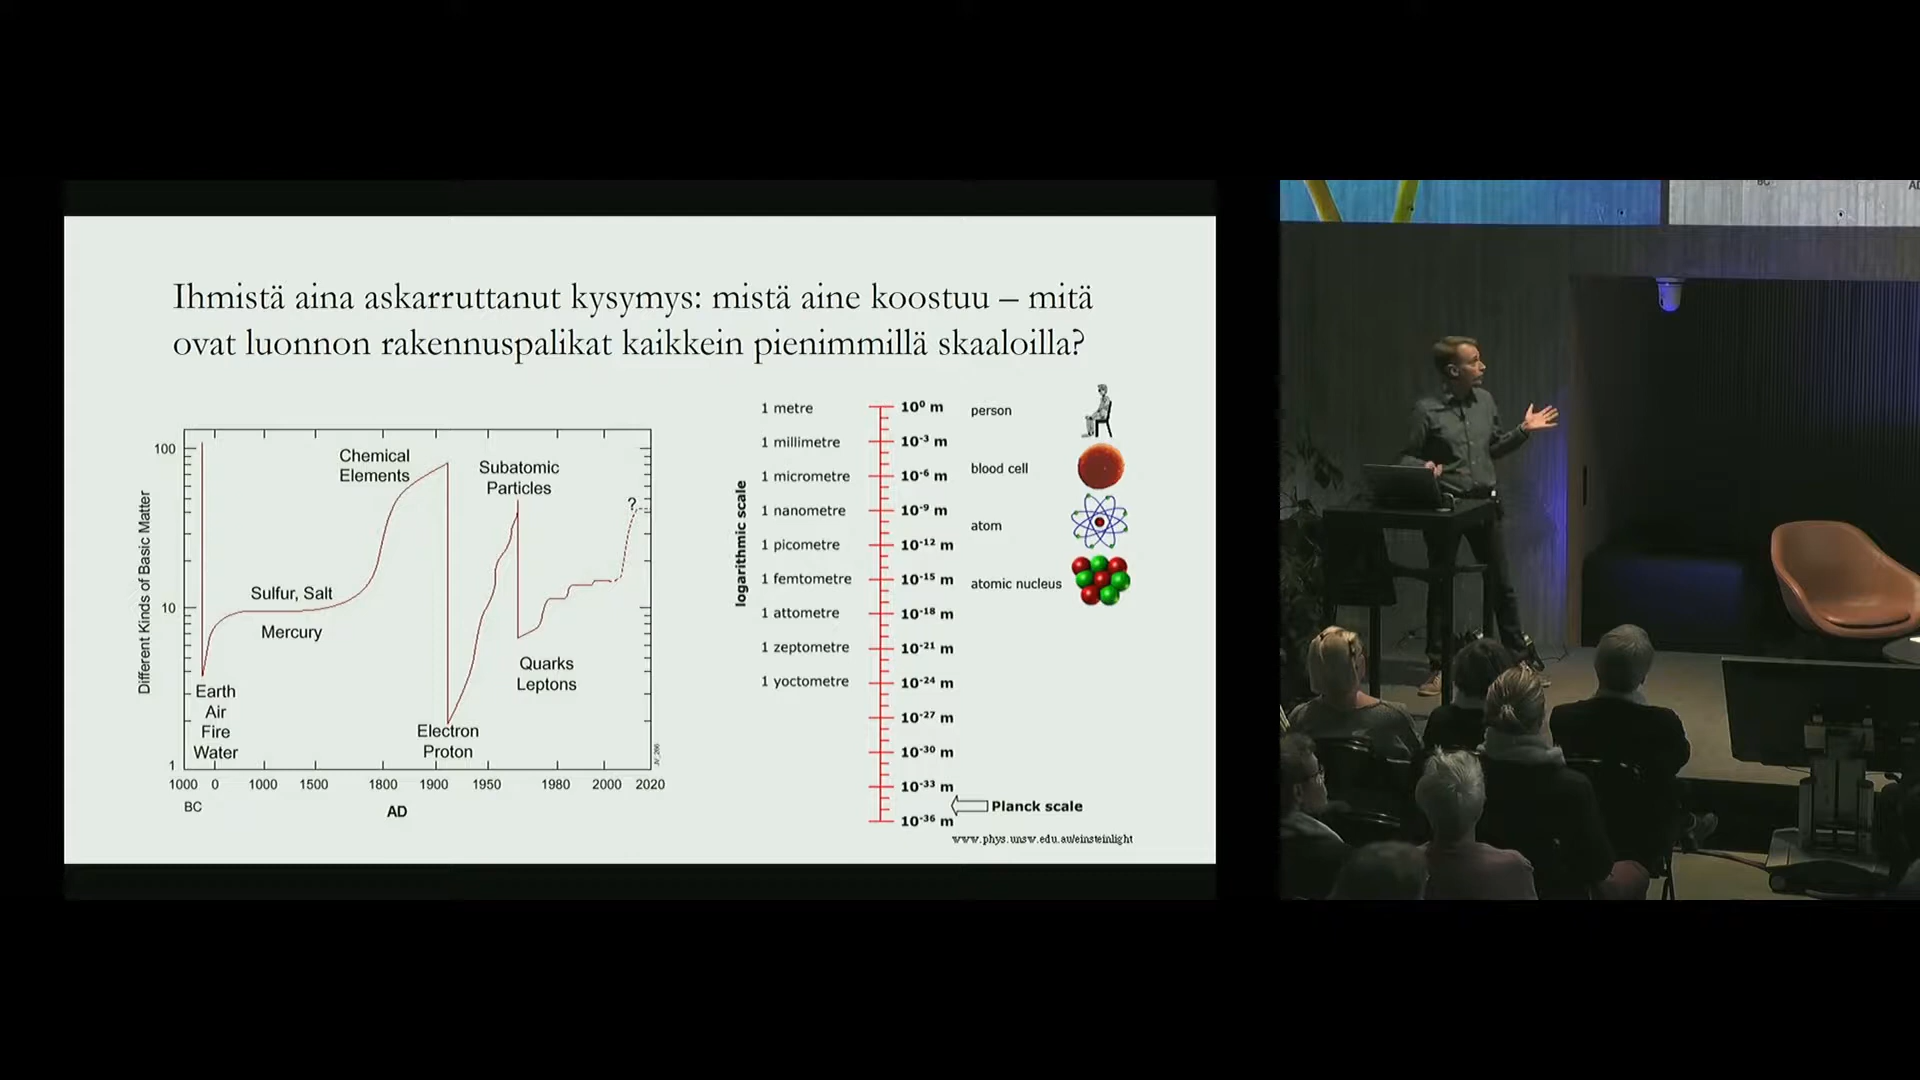 Ihmistä aina askarruttanut kysymys: mistä aine koostuu – mitä
ovat luonnon rakennuspalikat kaikkein pienimmillä skaaloilla?
Different Kinds of Basic Matter
100
10
1
Chemical
Elements
Subatomic
Particles
?
Sulfur, Salt
Mercury
Quarks
Leptons
Earth
Air
Fire
Water
Electron
Proton
1000 0 1000 1500 1800 1900 1950 1980 2000 2020
BC
AD
logarithmic scale
1 metre 10⁰ m person
1 millimetre 10⁻³ m
blood cell
1 micrometre 10⁻⁶ m
1 nanometre 10⁻⁹ m
atom
1 picometre 10⁻¹² m
1 femtometre 10⁻¹⁵ m atomic nucleus
1 attometre 10⁻¹⁸ m
1 zeptometre 10⁻²¹ m
1 yoctometre 10⁻²⁴ m
10⁻²⁷ m
10⁻³⁰ m
10⁻³³ m
Planck scale
10⁻³⁶ m
www.phys.unsw.edu.au/einsteinlight
BC